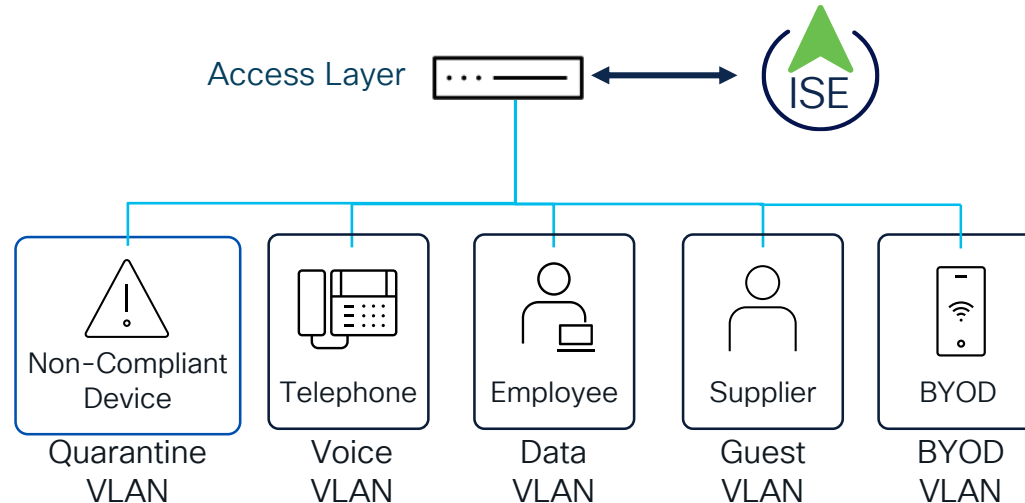 Access Layer
ISE
Non-Compliant
Device
Telephone
Employee
Supplier
BYOD
Quarantine
VLAN
Voice
VLAN
Data
VLAN
Guest
VLAN
BYOD
VLAN